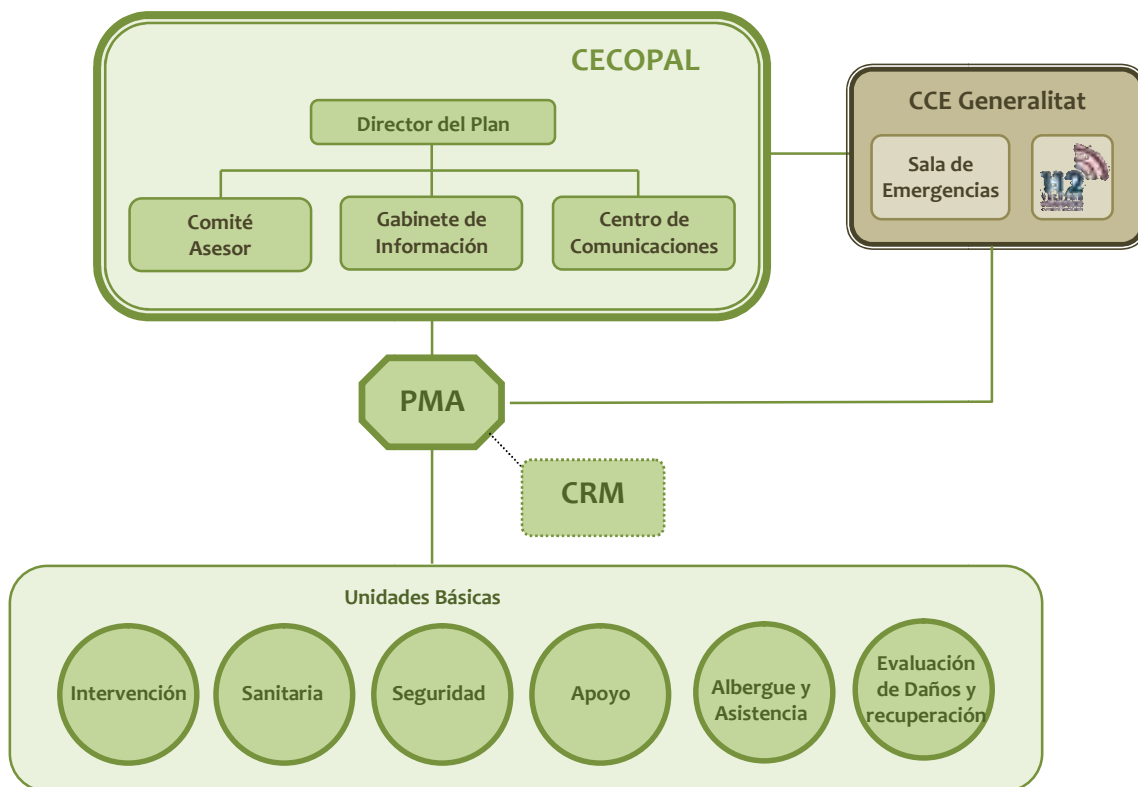 CECOPAL
Director del Plan
Comité
Asesor
Gabinete de
Información
Centro de
Comunicaciones
CCE Generalitat
Sala de
Emergencias
112
PMA
CRM
Unidades Básicas
Intervención
Sanitaria
Seguridad
Apoyo
Albergue y
Asistencia
Evaluación
de Daños y
recuperación